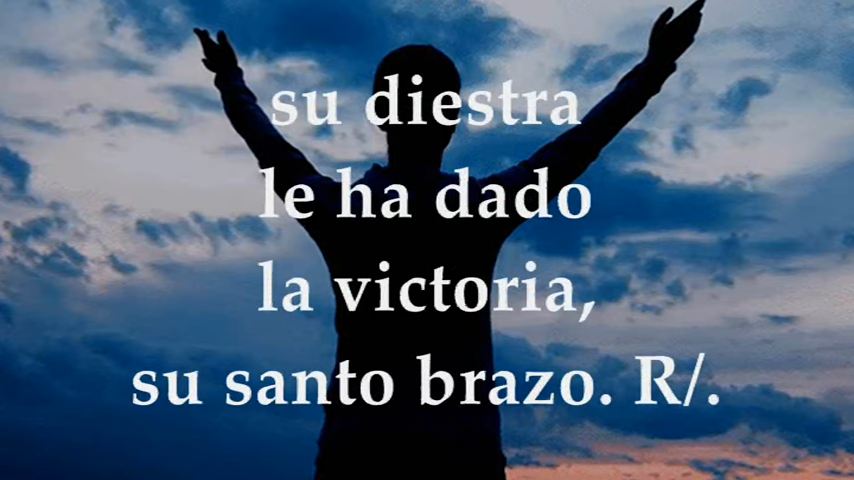 su diestra
le ha dado
la victoria,
su santo brazo. R/.